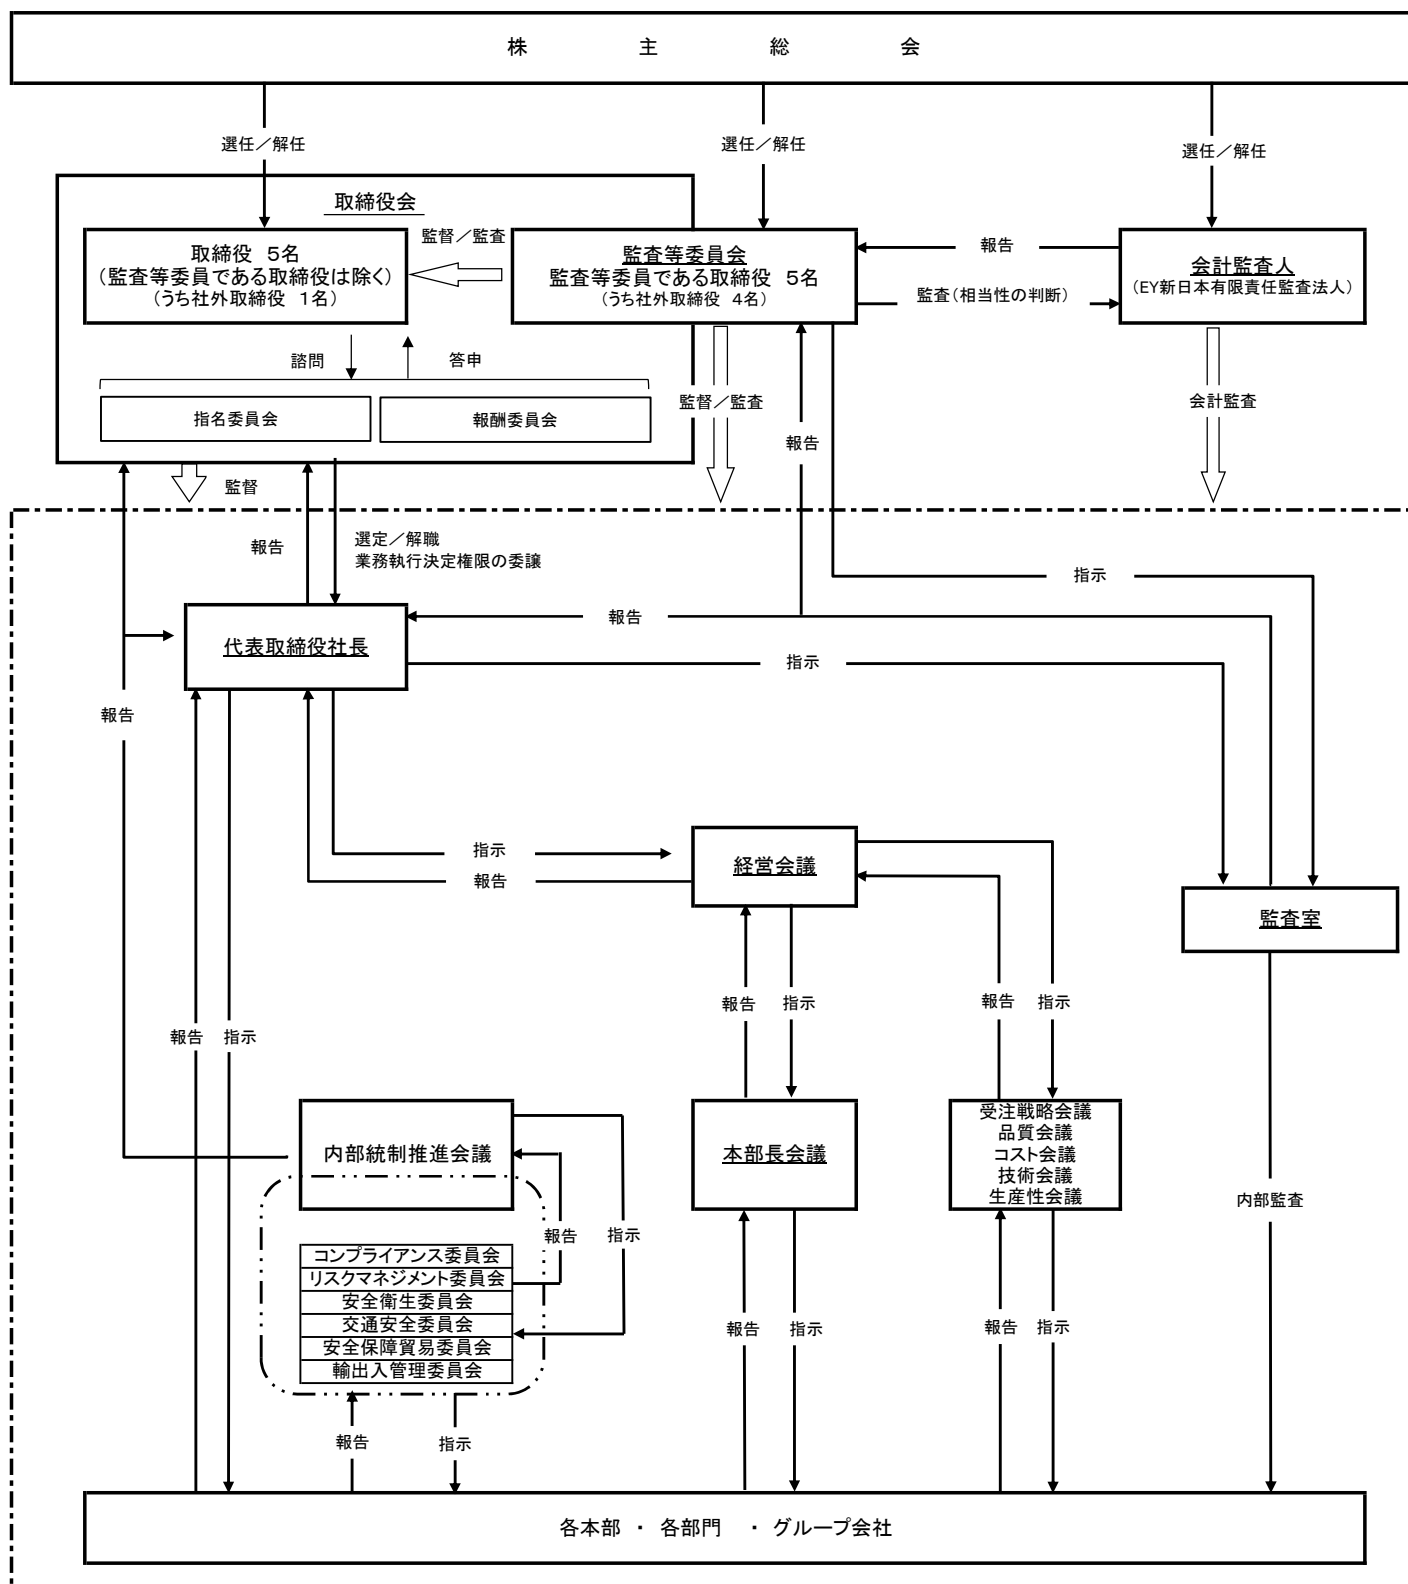 株主総会
選任／解任
選任／解任
選任／解任
取締役会
取締役 5名
(監査等委員である取締役は除く)
(うち社外取締役 1名)
監督／監査
監査等委員会
監査等委員である取締役 5名
(うち社外取締役 4名)
報告
監査(相当性の判断)
会計監査人
(EY新日本有限責任監査法人)
諮問
答申
指名委員会
報酬委員会
監督／監査
報告
会計監査
監督
報告
選定／解職
業務執行決定権限の委譲
指示
報告
代表取締役社長
指示
報告
指示
報告
経営会議
監査室
報告
指示
報告
指示
報告
指示
内部統制推進会議
本部長会議
受注戦略会議
品質会議
コスト会議
技術会議
生産性会議
内部監査
報告
指示
コンプライアンス委員会
リスクマネジメント委員会
安全衛生委員会
交通安全委員会
安全保障貿易委員会
輸出入管理委員会
報告
指示
報告
指示
報告
指示
各本部 ・ 各部門 ・ グループ会社